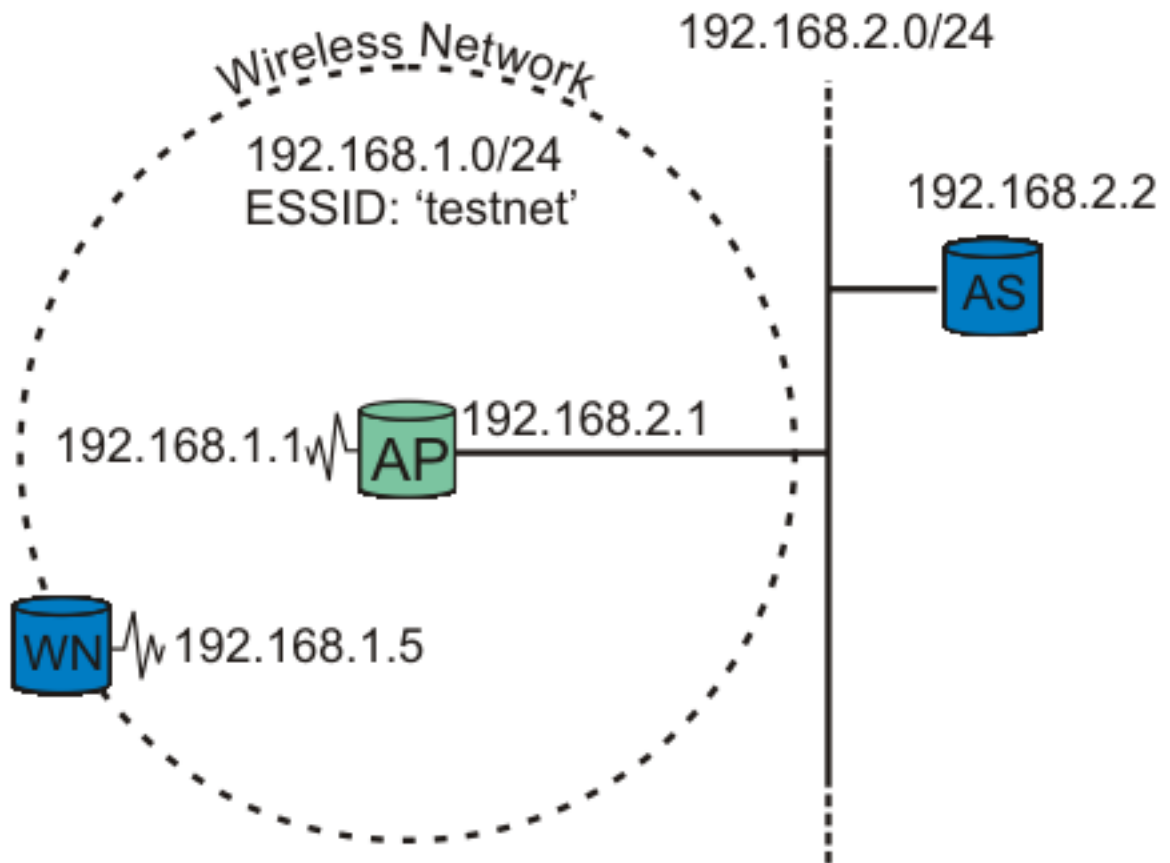 192.168.2.0/24
Wireless Network
192.168.1.0/24
ESSID: ‘testnet’
192.168.2.2
AS
192.168.1.1
AP
192.168.2.1
WN
192.168.1.5